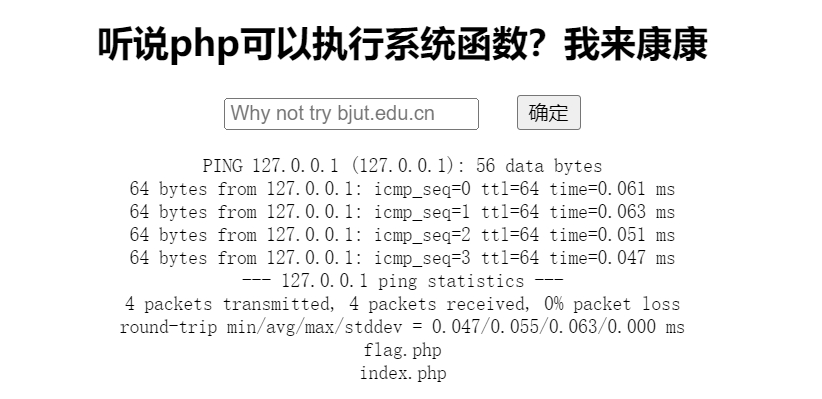 听说php可以执行系统函数？我来康康
Why not try bjut.edu.cn
确定
PING 127.0.0.1 (127.0.0.1): 56 data bytes
64 bytes from 127.0.0.1: icmp_seq=0 ttl=64 time=0.061 ms
64 bytes from 127.0.0.1: icmp_seq=1 ttl=64 time=0.063 ms
64 bytes from 127.0.0.1: icmp_seq=2 ttl=64 time=0.051 ms
64 bytes from 127.0.0.1: icmp_seq=3 ttl=64 time=0.047 ms
--- 127.0.0.1 ping statistics ---
4 packets transmitted, 4 packets received, 0% packet loss
round-trip min/avg/max/stddev = 0.047/0.055/0.063/0.000 ms
flag.php
index.php